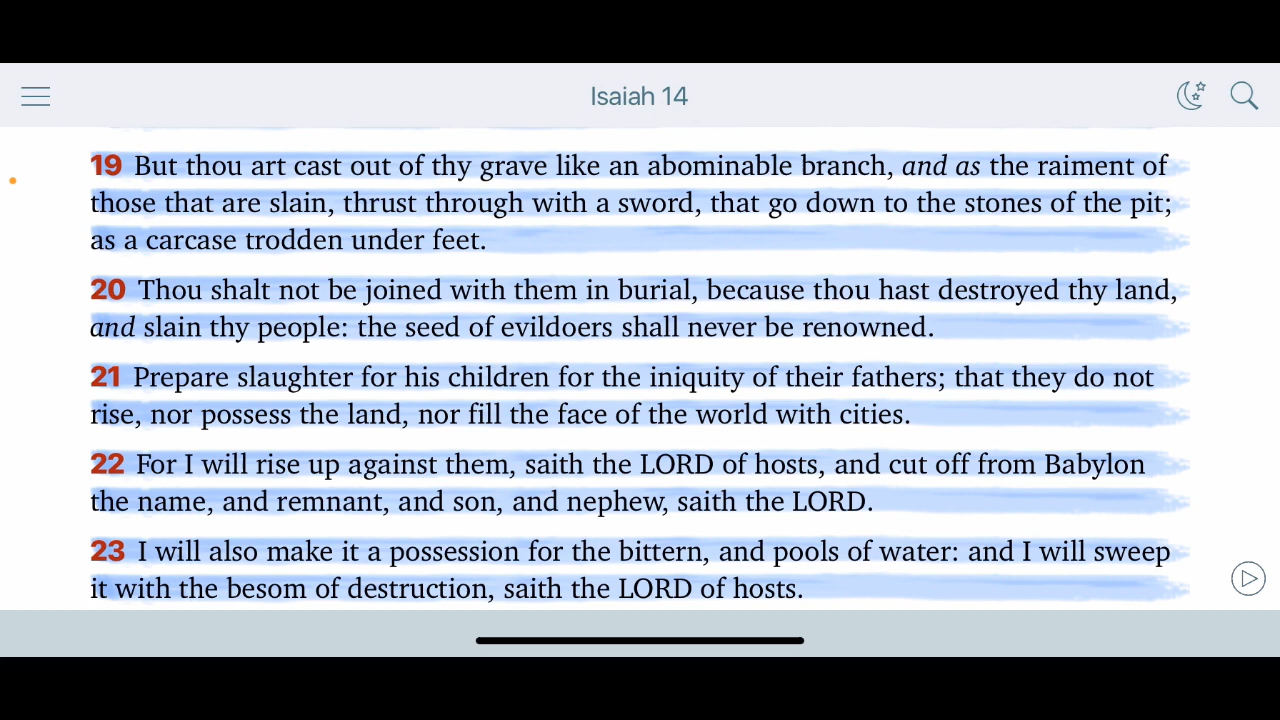 Isaiah 14
19 But thou art cast out of thy grave like an abominable branch, and as the raiment of
those that are slain, thrust through with a sword, that go down to the stones of the pit;
as a carcase trodden under feet.
20 Thou shalt not be joined with them in burial, because thou hast destroyed thy land,
and slain thy people: the seed of evildoers shall never be renowned.
21 Prepare slaughter for his children for the iniquity of their fathers; that they do not
rise, nor possess the land, nor fill the face of the world with cities.
22 For I will rise up against them, saith the LORD of hosts, and cut off from Babylon
the name, and remnant, and son, and nephew, saith the LORD.
23 I will also make it a possession for the bittern, and pools of water: and I will sweep
it with the besom of destruction, saith the LORD of hosts.